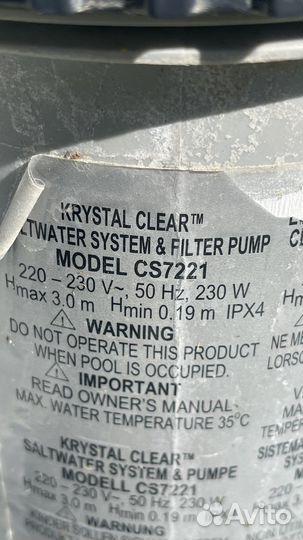 KRYSTAL CLEAR™
SALTWATER SYSTEM & FILTER PUMP
MODEL CS7221
220 – 230 V~, 50 Hz, 230 W
Hmax 3.0 m Hmin 0.19 m IPX4
⚠ WARNING
DO NOT OPERATE THIS PRODUCT
WHEN POOL IS OCCUPIED.
⚠ IMPORTANT
READ OWNER'S MANUAL
MAX. WATER TEMPERATURE 35°C
KRYSTAL CLEAR™
SALTWATER SYSTEM & PUMPE
MODELL CS7221
220 – 230 V~, 50 Hz, 230 W
Hmax 3.0 m Hmin 0.19 m
WARNUNG
KINDER SOLLEN
NE ME
LORSQ
TEMPER
SISTEMA
220
Avito